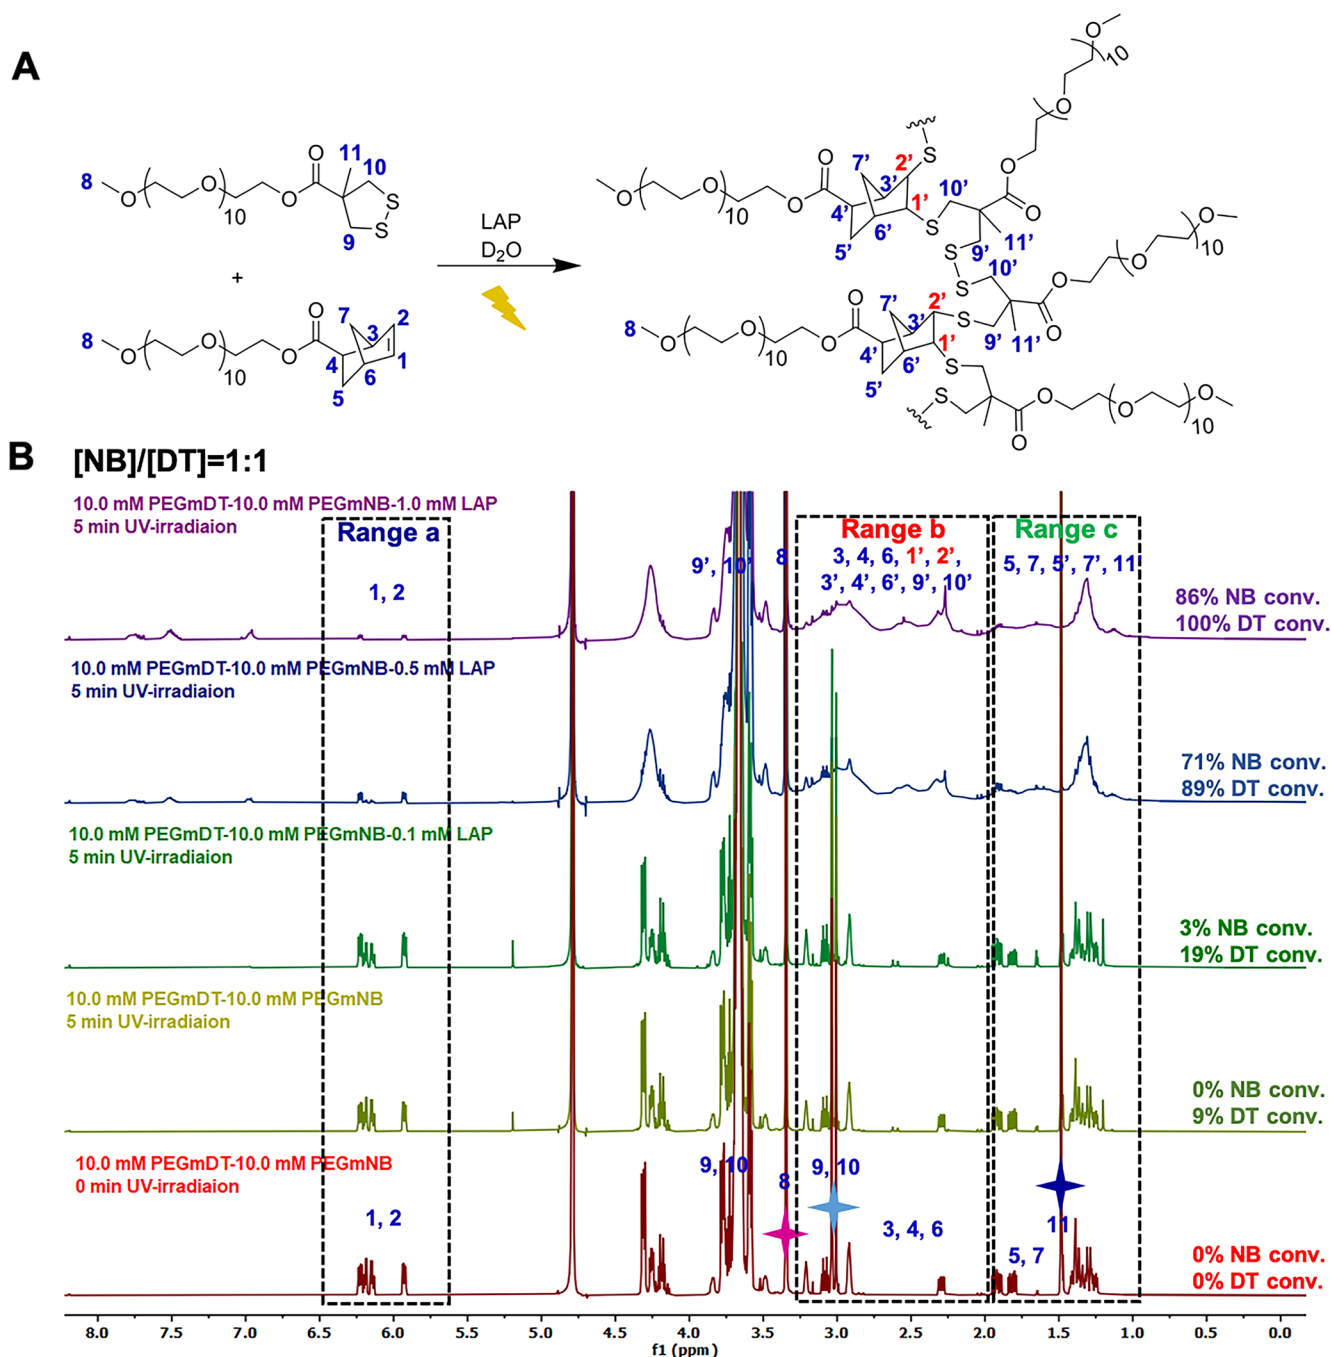 A
8
O
O
10
O
O
11
10
S
S
9
+
8
O
O
10
O
O
7
2
3
1
4
6
5
LAP
D₂O
O
O
10
O
O
7’
2’
3’
1’
4’
6’
5’
S
S
10’
9’
11’
O
O
O
O
10
S
S
10’
9’
11’
O
O
O
O
10
8
O
O
10
O
O
7’
2’
3’
1’
4’
6’
5’
S
S
S
O
O
O
O
10
B [NB]/[DT]=1:1
10.0 mM PEGmDT-10.0 mM PEGmNB-1.0 mM LAP
5 min UV-irradiaion
Range a
Range b
Range c
1, 2
9’, 10’
8
3, 4, 6, 1’, 2’,
3’, 4’, 6’, 9’, 10’
5, 7, 5’, 7’, 11’
86% NB conv.
100% DT conv.
10.0 mM PEGmDT-10.0 mM PEGmNB-0.5 mM LAP
5 min UV-irradiaion
71% NB conv.
89% DT conv.
10.0 mM PEGmDT-10.0 mM PEGmNB-0.1 mM LAP
5 min UV-irradiaion
3% NB conv.
19% DT conv.
10.0 mM PEGmDT-10.0 mM PEGmNB
5 min UV-irradiaion
0% NB conv.
9% DT conv.
10.0 mM PEGmDT-10.0 mM PEGmNB
0 min UV-irradiaion
1, 2
9, 10
8
9, 10
3, 4, 6
5, 7
11
0% NB conv.
0% DT conv.
8.0 7.5 7.0 6.5 6.0 5.5 5.0 4.5 4.0 3.5 3.0 2.5 2.0 1.5 1.0 0.5 0.0
f1 (ppm)